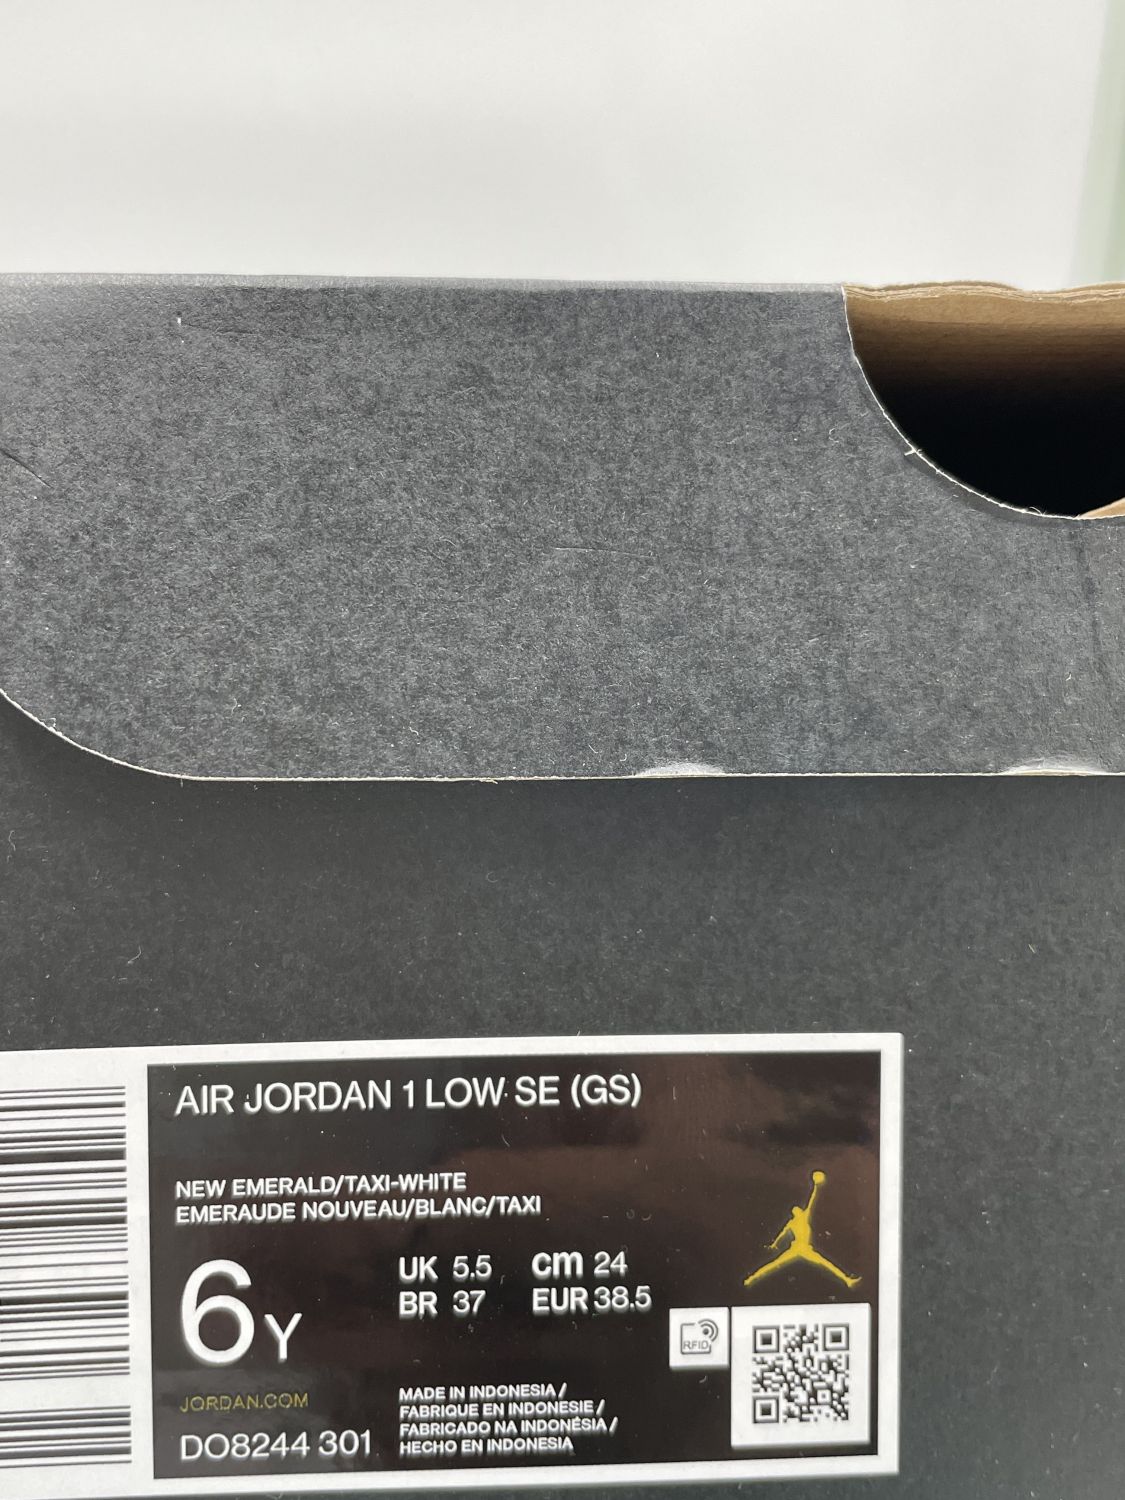 AIR JORDAN 1 LOW SE (GS)
NEW EMERALD/TAXI-WHITE
EMERAUDE NOUVEAU/BLANC/TAXI
6Y
UK 5.5 cm 24
BR 37 EUR 38.5
RFID
JORDAN.COM
DO8244 301
MADE IN INDONESIA /
FABRIQUE EN INDONESIE /
FABRICADO NA INDONÉSIA /
HECHO EN INDONESIA